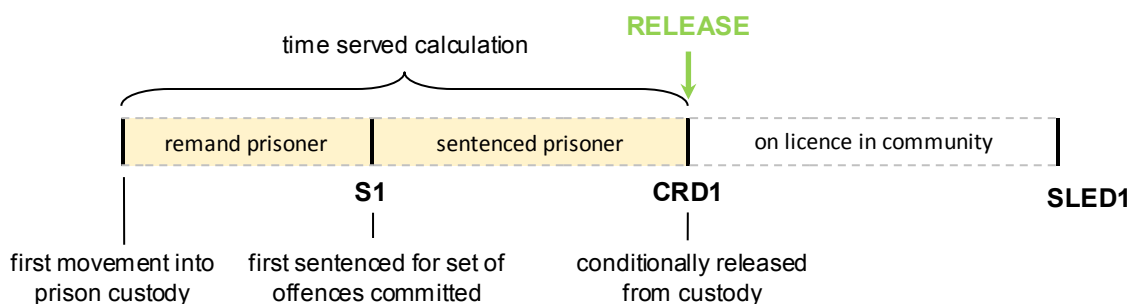 RELEASE
time served calculation
remand prisoner
sentenced prisoner
on licence in community
S1
CRD1
SLED1
first movement into
prison custody
first sentenced for set of
offences committed
conditionally released
from custody